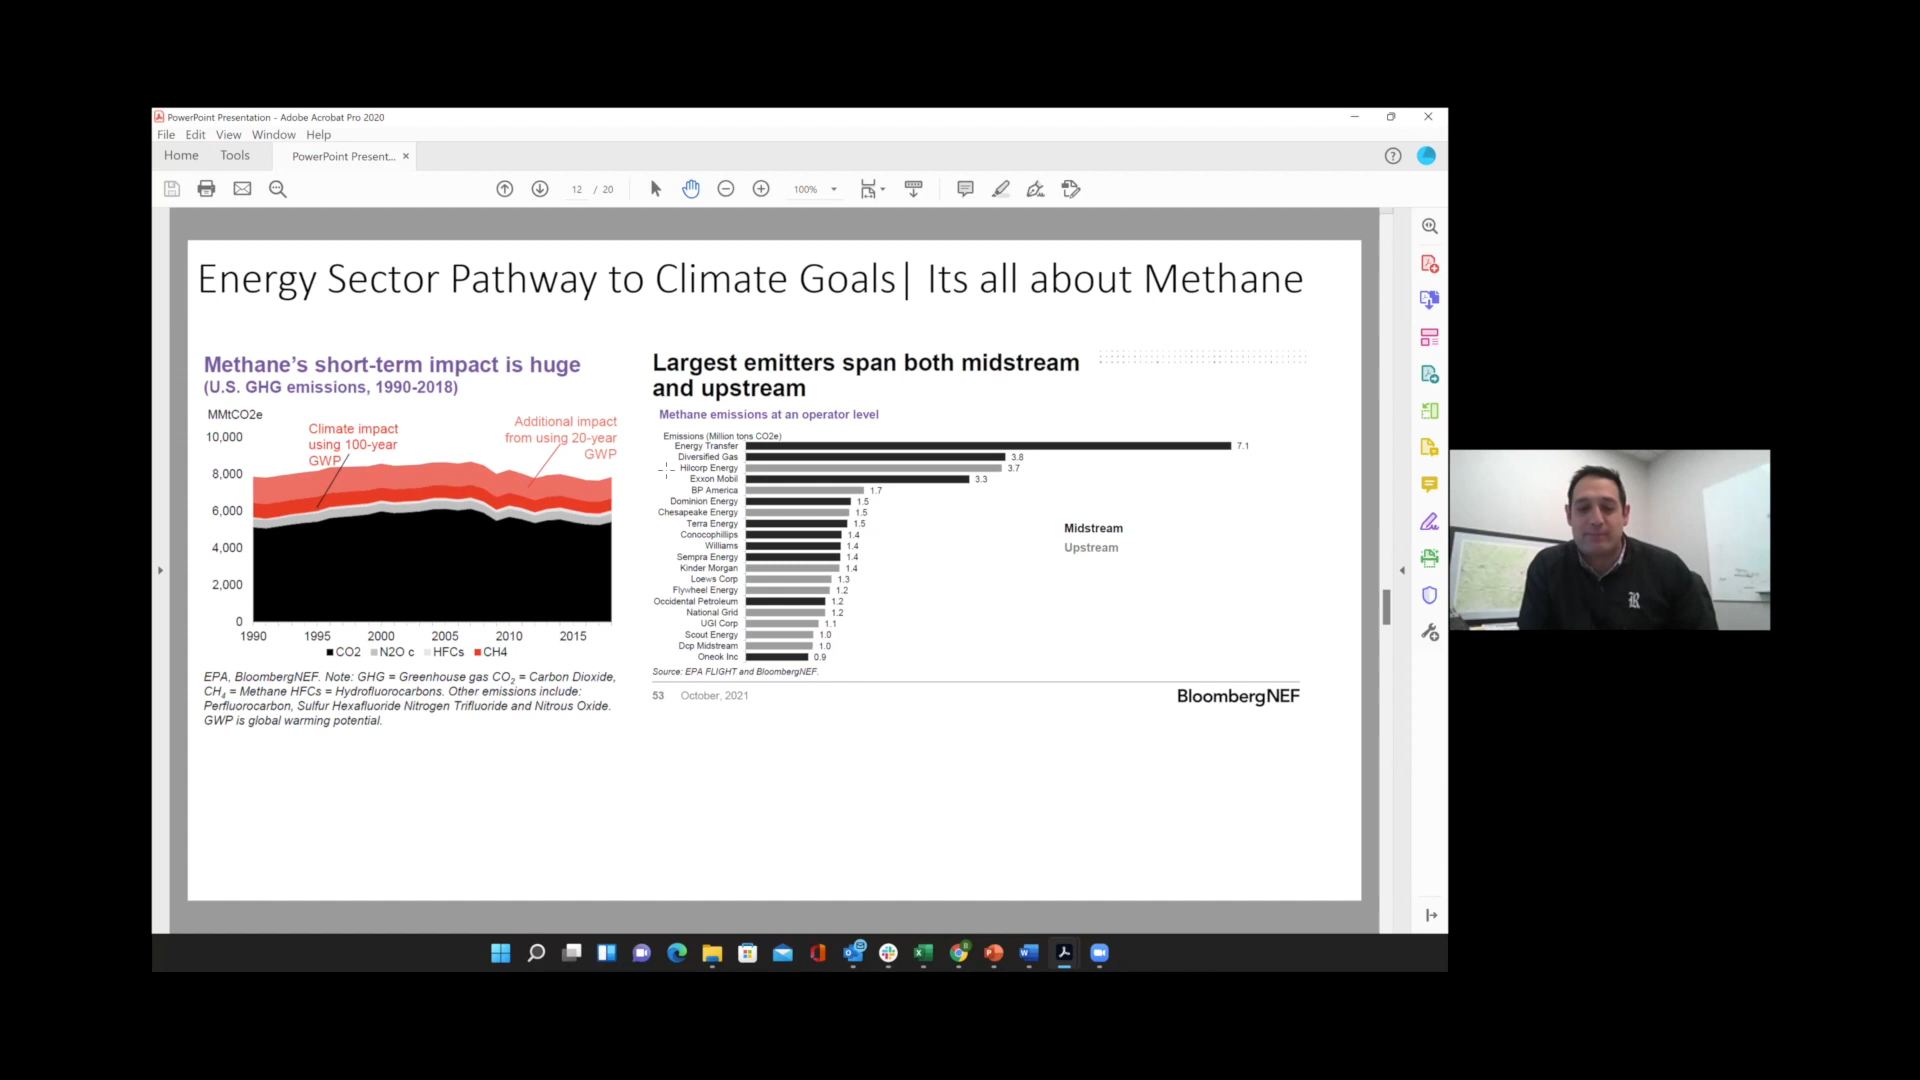 PowerPoint Presentation - Adobe Acrobat Pro 2020
File Edit View Window Help
Home Tools PowerPoint Present... ×
12 / 20 100%
Energy Sector Pathway to Climate Goals| Its all about Methane
Methane's short-term impact is huge
(U.S. GHG emissions, 1990-2018)
MMtCO2e
10,000
8,000
6,000
4,000
2,000
0
Climate impact
using 100-year
GWP
Additional impact
from using 20-year
GWP
1990 1995 2000 2005 2010 2015
CO2 N2O c HFCs CH4
EPA, BloombergNEF. Note: GHG = Greenhouse gas CO2 = Carbon Dioxide,
CH4 = Methane HFCs = Hydrofluorocarbons. Other emissions include:
Perfluorocarbon, Sulfur Hexafluoride Nitrogen Trifluoride and Nitrous Oxide.
GWP is global warming potential.
Largest emitters span both midstream
and upstream
Methane emissions at an operator level
Emissions (Million tons CO2e)
Energy Transfer 7.1
Diversified Gas 3.8
Hilcorp Energy 3.7
Exxon Mobil 3.3
BP America 1.7
Dominion Energy 1.5
Chesapeake Energy 1.5
Terra Energy 1.5
Conocophillips 1.4
Williams 1.4
Sempra Energy 1.4
Kinder Morgan 1.4
Loews Corp 1.3
Flywheel Energy 1.2
Occidental Petroleum 1.2
National Grid 1.2
UGI Corp 1.1
Scout Energy 1.0
Dcp Midstream 1.0
Oneok Inc 0.9
Midstream
Upstream
Source: EPA FLIGHT and BloombergNEF.
53 October, 2021
BloombergNEF
R